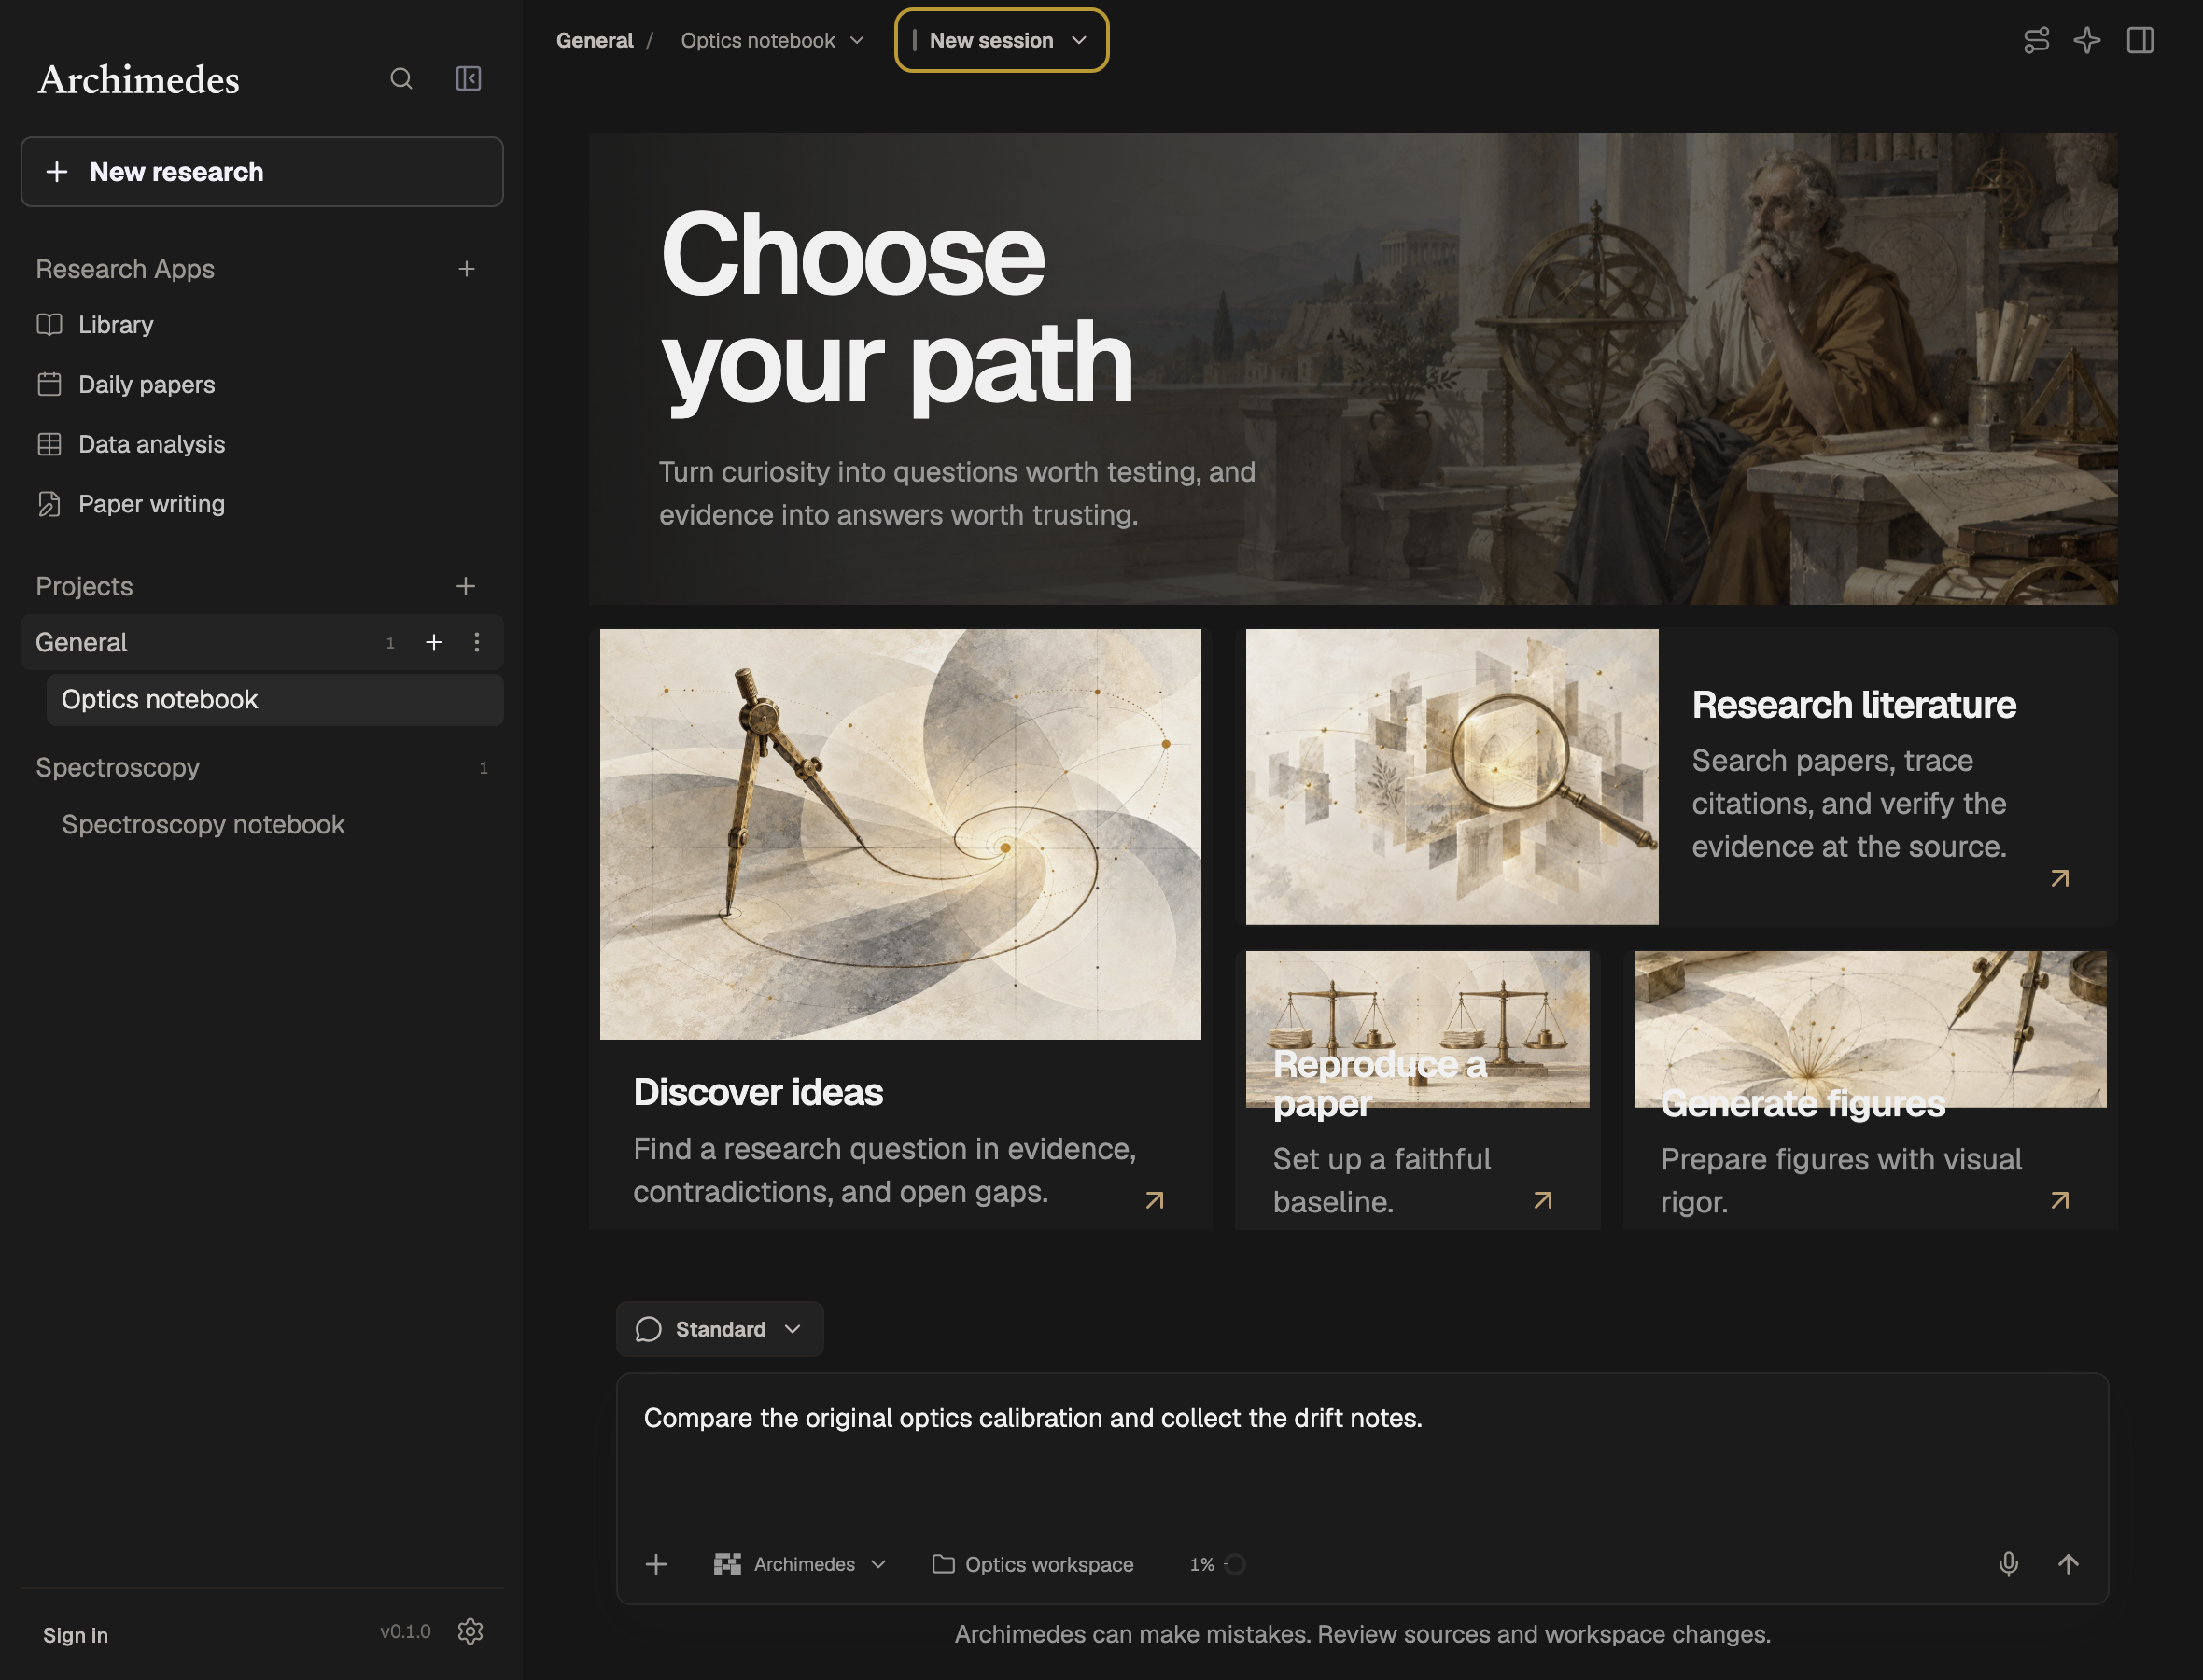 Archimedes
New research
Research Apps
Library
Daily papers
Data analysis
Paper writing
Projects
General 1
Optics notebook
Spectroscopy 1
Spectroscopy notebook
Sign in v0.1.0
General / Optics notebook New session
Choose
your path
Turn curiosity into questions worth testing, and
evidence into answers worth trusting.
Discover ideas
Find a research question in evidence,
contradictions, and open gaps.
Research literature
Search papers, trace
citations, and verify the
evidence at the source.
Reproduce a
paper
Set up a faithful
baseline.
Generate figures
Prepare figures with visual
rigor.
Standard
Compare the original optics calibration and collect the drift notes.
Archimedes Optics workspace 1%
Archimedes can make mistakes. Review sources and workspace changes.